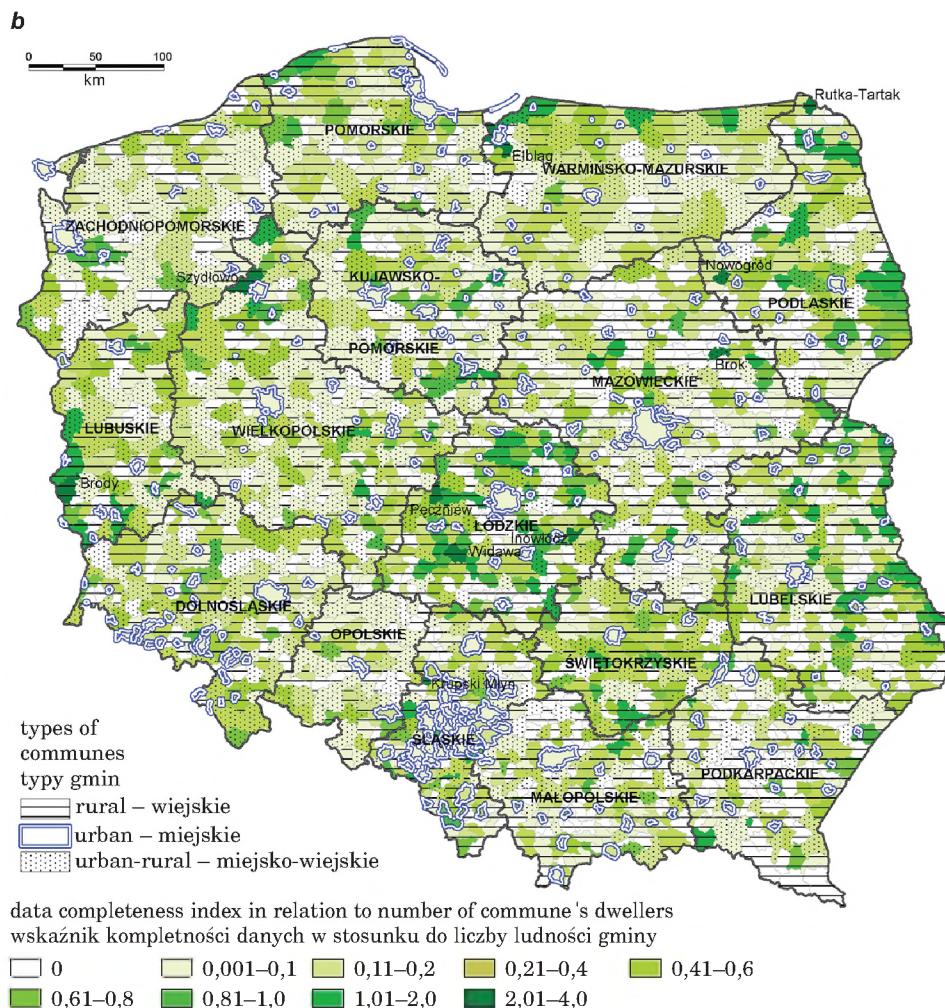 b
0 50 100
km
Rutka-Tartak
POMORSKIE
Elbląg
WARMIŃSKO-MAZURSKIE
ZACHODNIOPOMORSKIE
Szydłowo
KUJAWSKO-
Nowogród
PODLASKIE
POMORSKIE
Brok
MAZOWIECKIE
LUBUSKIE
WIELKOPOLSKIE
Brody
Pęczniew
ŁÓDZKIE
Inowłódz
Widawa
LUBELSKIE
DOLNOŚLĄSKIE
OPOLSKIE
ŚWIĘTOKRZYSKIE
Krupski Młyn
ŚLĄSKIE
PODKARPACKIE
MAŁOPOLSKIE
types of
communes
typy gmin
rural – wiejskie
urban – miejskie
urban-rural – miejsko-wiejskie
data completeness index in relation to number of commune's dwellers
wskaźnik kompletności danych w stosunku do liczby ludności gminy
0 0,001–0,1 0,11–0,2 0,21–0,4 0,41–0,6
0,61–0,8 0,81–1,0 1,01–2,0 2,01–4,0